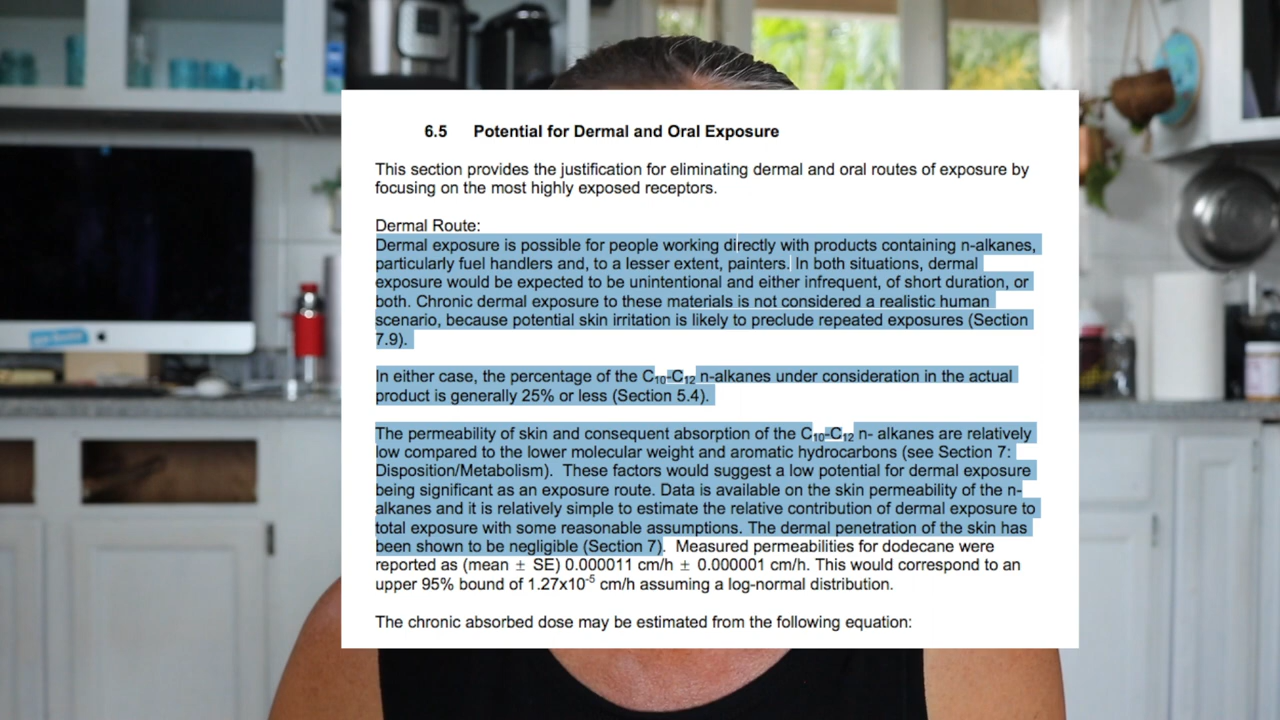 6.5 Potential for Dermal and Oral Exposure
This section provides the justification for eliminating dermal and oral routes of exposure by
focusing on the most highly exposed receptors.
Dermal Route:
Dermal exposure is possible for people working directly with products containing n-alkanes,
particularly fuel handlers and, to a lesser extent, painters. In both situations, dermal
exposure would be expected to be unintentional and either infrequent, of short duration, or
both. Chronic dermal exposure to these materials is not considered a realistic human
scenario, because potential skin irritation is likely to preclude repeated exposures (Section
7.9).
In either case, the percentage of the C10-C12 n-alkanes under consideration in the actual
product is generally 25% or less (Section 5.4).
The permeability of skin and consequent absorption of the C10-C12 n- alkanes are relatively
low compared to the lower molecular weight and aromatic hydrocarbons (see Section 7:
Disposition/Metabolism). These factors would suggest a low potential for dermal exposure
being significant as an exposure route. Data is available on the skin permeability of the n-
alkanes and it is relatively simple to estimate the relative contribution of dermal exposure to
total exposure with some reasonable assumptions. The dermal penetration of the skin has
been shown to be negligible (Section 7). Measured permeabilities for dodecane were
reported as (mean ± SE) 0.000011 cm/h ± 0.000001 cm/h. This would correspond to an
upper 95% bound of 1.27x10-5 cm/h assuming a log-normal distribution.
The chronic absorbed dose may be estimated from the following equation: